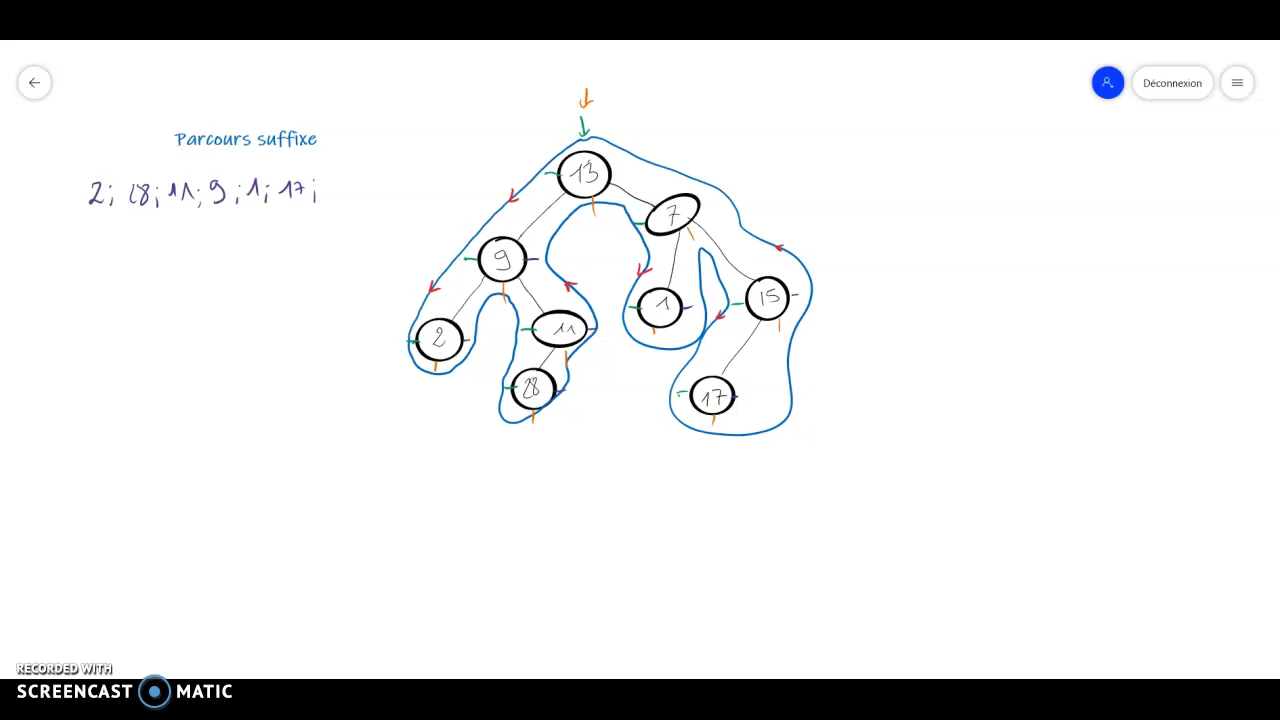 Déconnexion
Parcours suffixe
2; 28; 11; 9; 1; 17;
13
7
9
15
1
11
2
28
17
RECORDED WITH
SCREENCAST MATIC